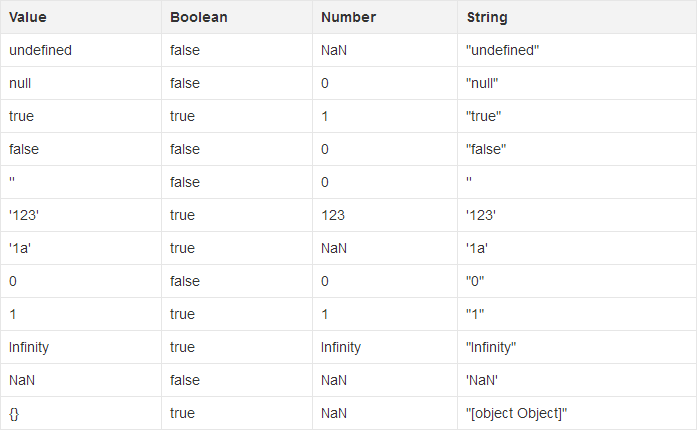 Value Boolean Number String
undefined false NaN "undefined"
null false 0 "null"
true true 1 "true"
false false 0 "false"
'' false 0 ''
'123' true 123 '123'
'1a' true NaN '1a'
0 false 0 "0"
1 true 1 "1"
Infinity true Infinity "Infinity"
NaN false NaN 'NaN'
{} true NaN "[object Object]"